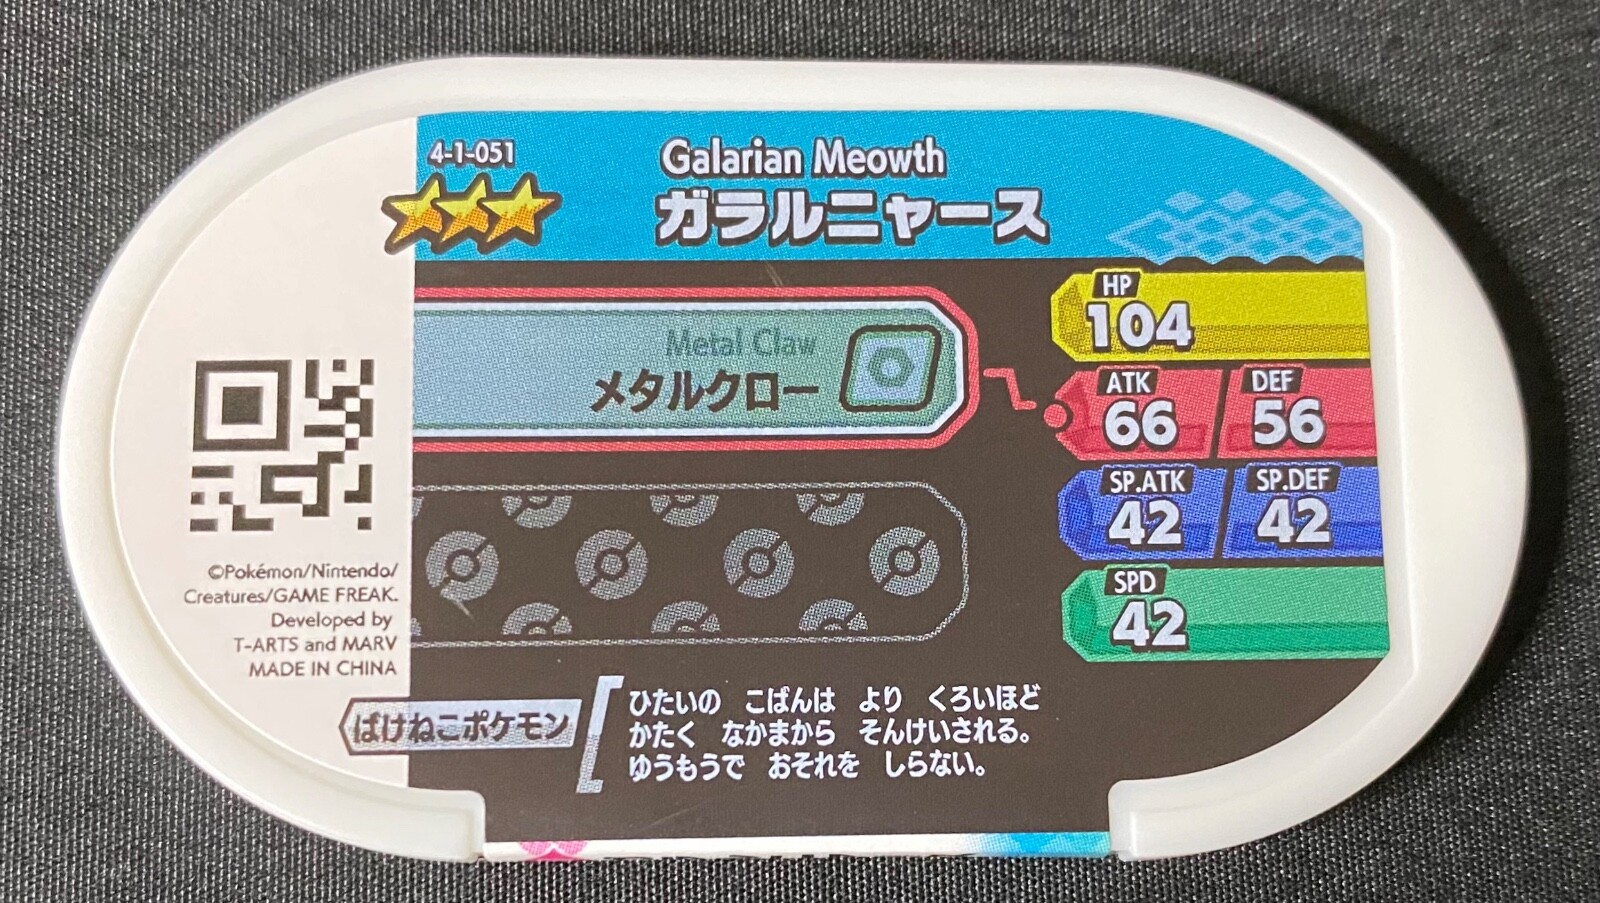 4-1-051
Galarian Meowth
ガラルニャース
HP
104
Metal Claw
メタルクロー
ATK
66
DEF
56
SP.ATK
42
SP.DEF
42
SPD
42
©Pokémon/Nintendo/
Creatures/GAME FREAK.
Developed by
T-ARTS and MARV
MADE IN CHINA
ばけねこポケモン
ひたいの こばんは より くろいほど
かたく なかまから そんけいされる。
ゆうもうで おそれを しらない。